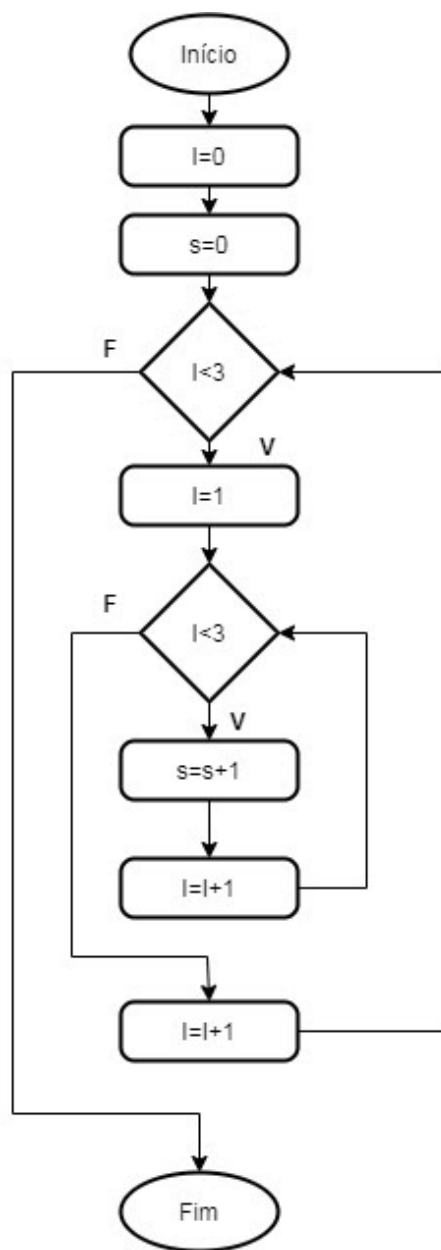 Início
I=0
s=0
F
I<3
V
I=1
F
I<3
V
s=s+1
I=I+1
I=I+1
Fim